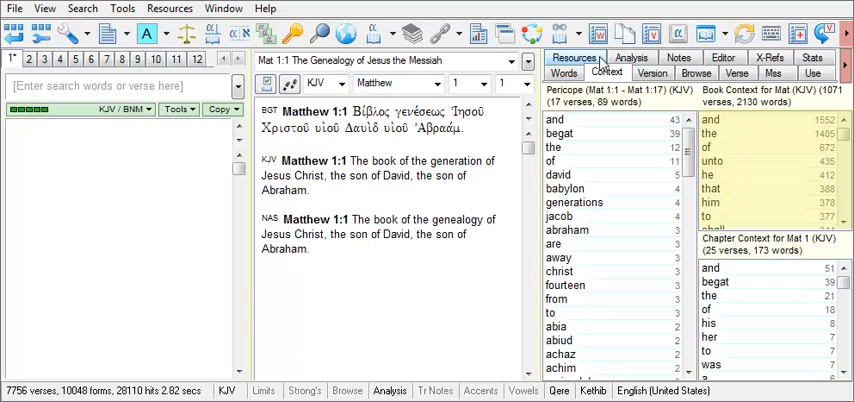 File View Search Tools Resources Window Help
1* 2 3 4 5 6 7 8 9 10 11 12
[Enter search words or verse here]
KJV / BNM Tools Copy
Mat 1:1 The Genealogy of Jesus the Messiah
KJV Matthew 1 1
BGT Matthew 1:1 Βίβλος γενέσεως Ἰησοῦ
Χριστοῦ υἱοῦ Δαυὶδ υἱοῦ Ἀβραάμ.
KJV Matthew 1:1 The book of the generation of
Jesus Christ, the son of David, the son of
Abraham.
NAS Matthew 1:1 The book of the genealogy of
Jesus Christ, the son of David, the son of
Abraham.
Resources Analysis Notes Editor X-Refs Stats
Words Context Version Browse Verse Mss Use
Pericope (Mat 1:1 - Mat 1:17) (KJV)
(17 verses, 89 words)
and 43
begat 39
the 12
of 11
david 5
babylon 4
generations 4
jacob 4
abraham 3
are 3
away 3
christ 3
fourteen 3
from 3
to 3
abia 2
abiud 2
achaz 2
achim 2
Book Context for Mat (KJV) (1071
verses, 2130 words)
and 1552
the 1405
of 672
unto 435
he 412
that 388
him 378
to 377
Chapter Context for Mat 1 (KJV)
(25 verses, 173 words)
and 51
begat 39
the 21
of 18
his 8
her 7
to 7
was 7
a 6
7756 verses, 10048 forms, 28110 hits 2.82 secs KJV Limits Strong's Browse Analysis Tr Notes Accents Vowels Qere Kethib English (United States)